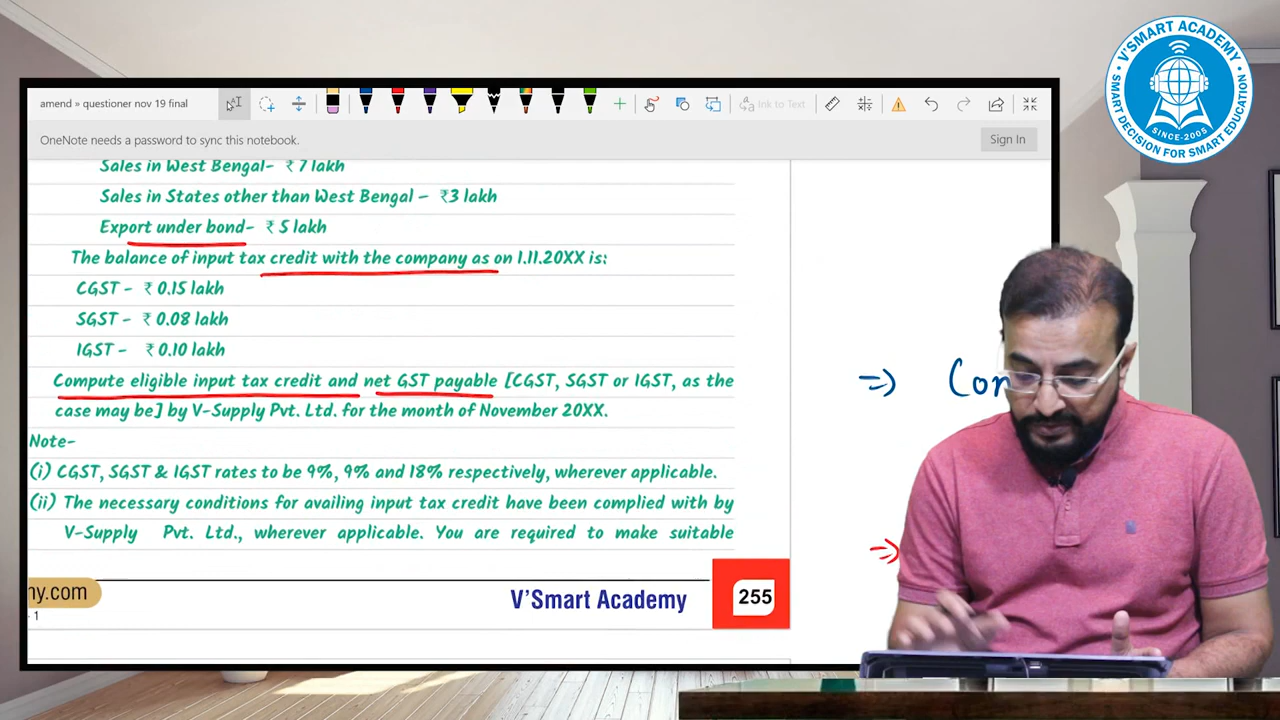 V'SMART ACADEMY
SINCE-2005
SMART DECISION FOR SMART EDUCATION
amend » questioner nov 19 final
Ink to Text
OneNote needs a password to sync this notebook.
Sign In
Sales in West Bengal- ₹ 7 lakh
Sales in States other than West Bengal - ₹3 lakh
Export under bond- ₹ 5 lakh
The balance of input tax credit with the company as on 1.11.20XX is:
CGST - ₹ 0.15 lakh
SGST - ₹ 0.08 lakh
IGST - ₹ 0.10 lakh
Compute eligible input tax credit and net GST payable [CGST, SGST or IGST, as the
case may be] by V-Supply Pvt. Ltd. for the month of November 20XX.
Note-
(i) CGST, SGST & IGST rates to be 9%, 9% and 18% respectively, wherever applicable.
(ii) The necessary conditions for availing input tax credit have been complied with by
V-Supply Pvt. Ltd., wherever applicable. You are required to make suitable
ny.com
- 1
V'Smart Academy
255
⇒ Con
⇒